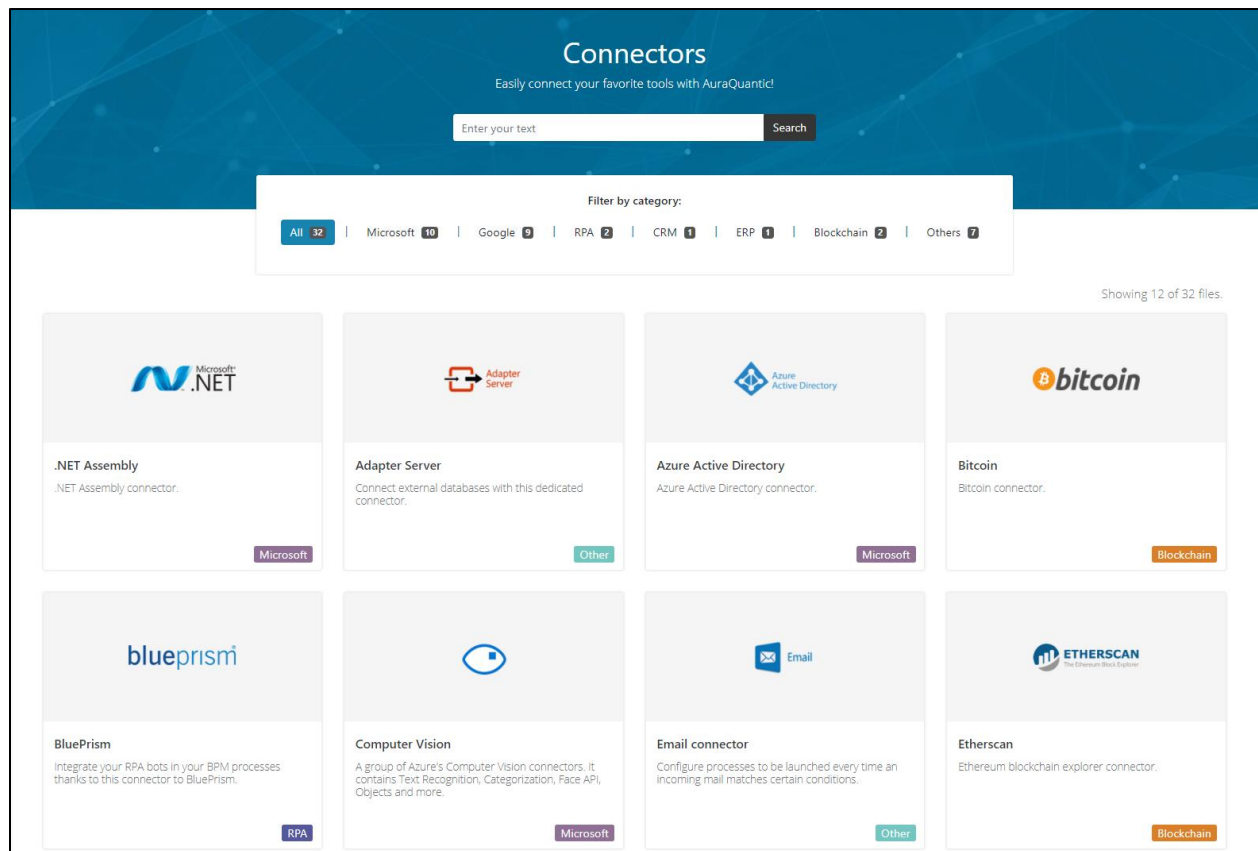 Connectors
Easily connect your favorite tools with AuraQuantic!
Enter your text Search
Filter by category:
All 32 | Microsoft 10 | Google 9 | RPA 2 | CRM 1 | ERP 1 | Blockchain 2 | Others 7
Showing 12 of 32 files.
Microsoft
.NET
Adapter
Server
Azure
Active Directory
bitcoin
.NET Assembly
.NET Assembly connector.
Microsoft
Adapter Server
Connect external databases with this dedicated
connector.
Other
Azure Active Directory
Azure Active Directory connector.
Microsoft
Bitcoin
Bitcoin connector.
Blockchain
blueprism
Email
ETHERSCAN
The Ethereum Block Explorer
BluePrism
Integrate your RPA bots in your BPM processes
thanks to this connector to BluePrism.
RPA
Computer Vision
A group of Azure's Computer Vision connectors. It
contains Text Recognition, Categorization, Face API,
Objects and more.
Microsoft
Email connector
Configure processes to be launched every time an
incoming mail matches certain conditions.
Other
Etherscan
Ethereum blockchain explorer connector.
Blockchain